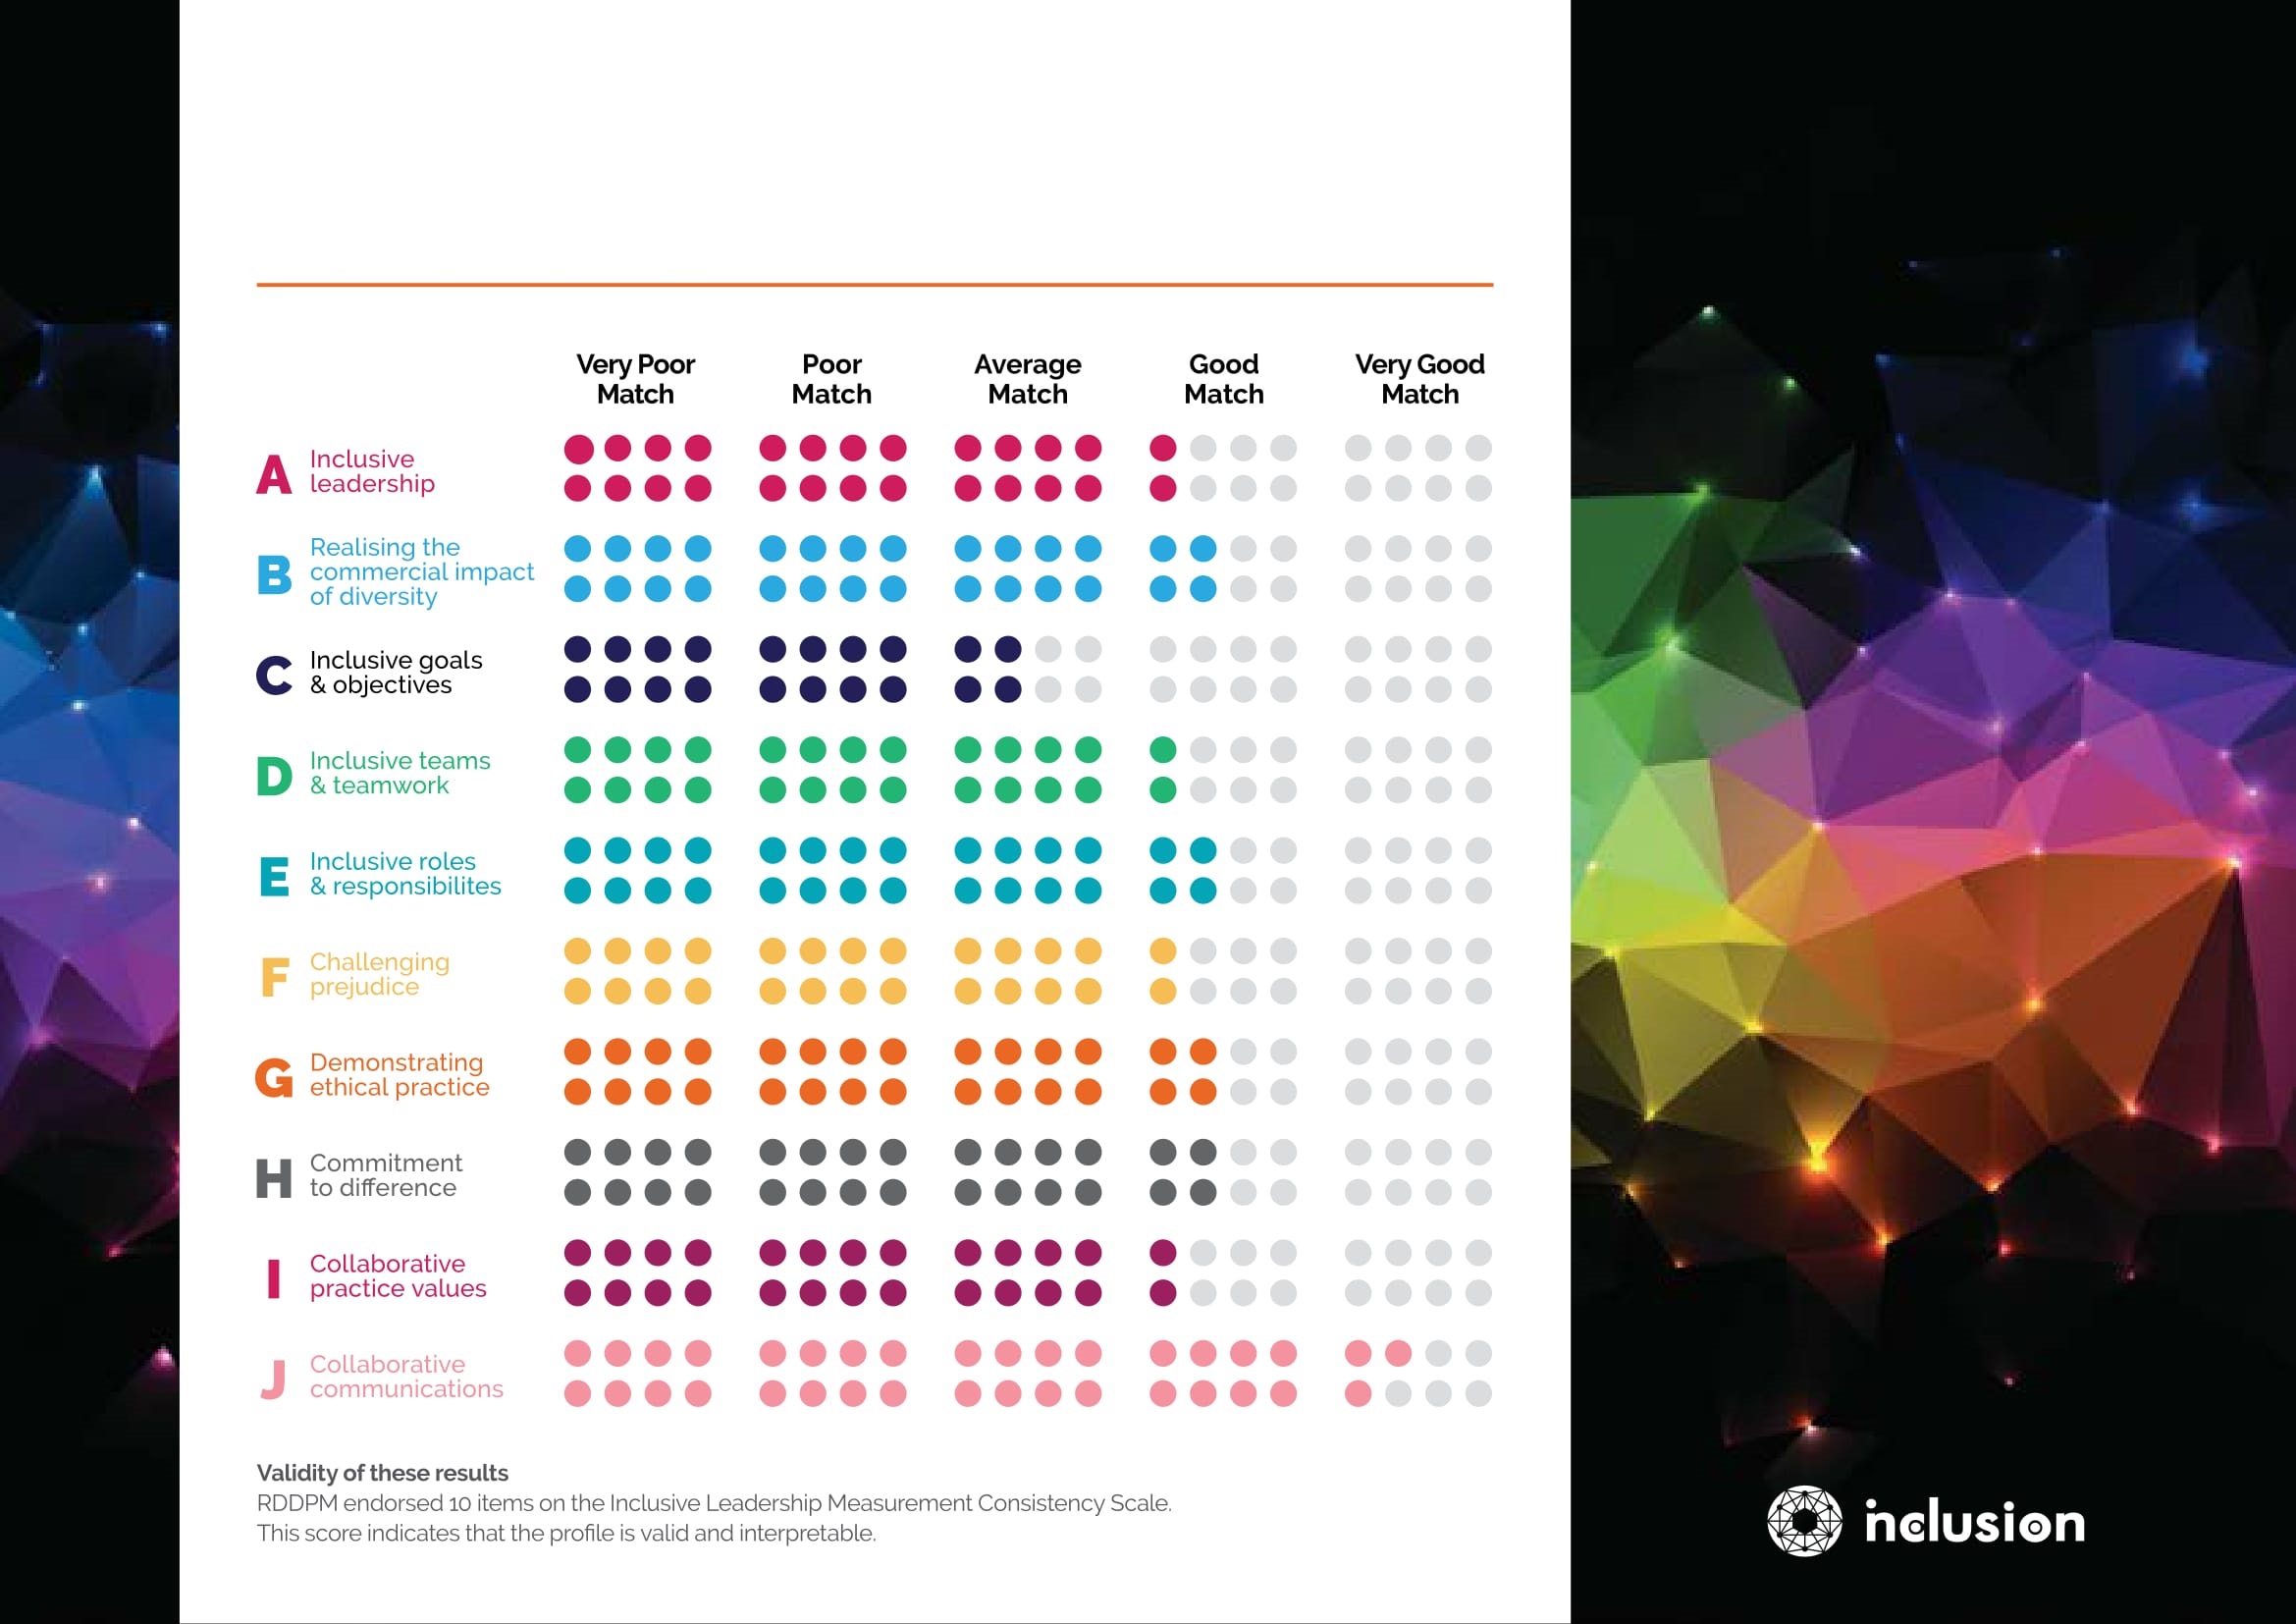 Very Poor Match
Poor Match
Average Match
Good Match
Very Good Match
A Inclusive
leadership
B Realising the
commercial impact
of diversity
C Inclusive goals
& objectives
D Inclusive teams
& teamwork
E Inclusive roles
& responsibilites
F Challenging
prejudice
G Demonstrating
ethical practice
H Commitment
to difference
I Collaborative
practice values
J Collaborative
communications
Validity of these results
RDDPM endorsed 10 items on the Inclusive Leadership Measurement Consistency Scale.
This score indicates that the profile is valid and interpretable.
inclusion